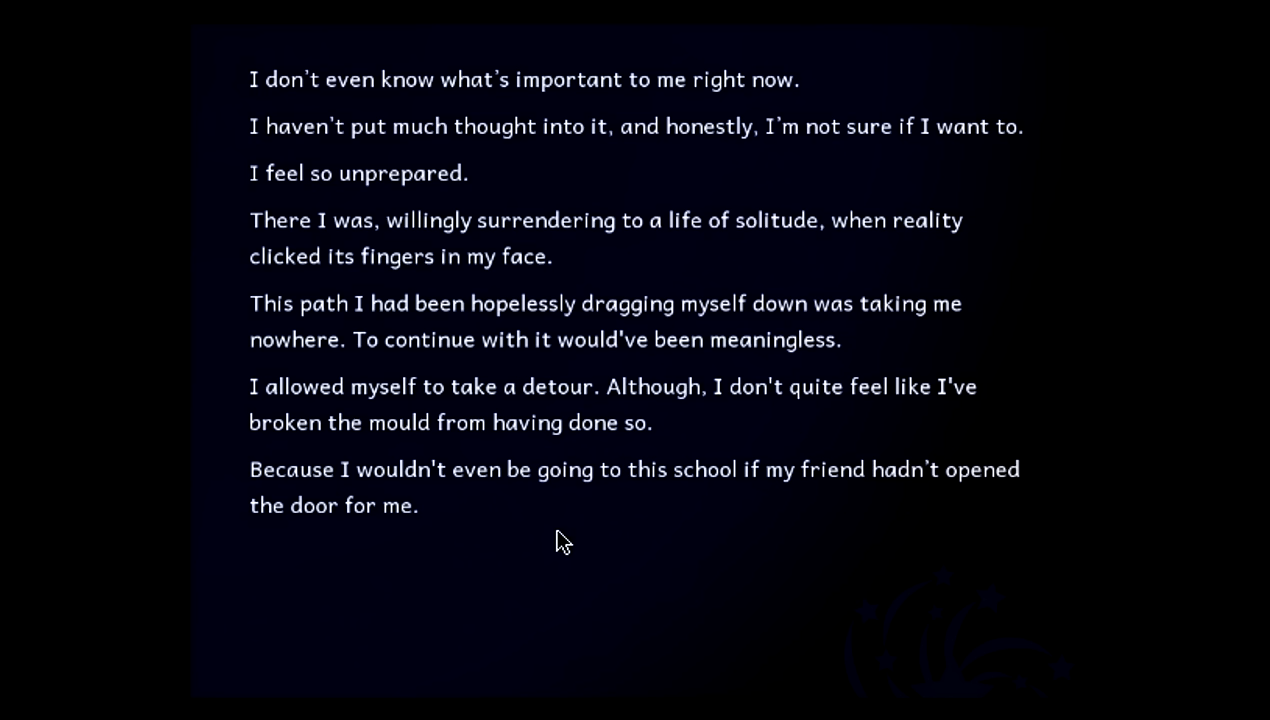 I don’t even know what’s important to me right now.
I haven’t put much thought into it, and honestly, I’m not sure if I want to.
I feel so unprepared.
There I was, willingly surrendering to a life of solitude, when reality
clicked its fingers in my face.
This path I had been hopelessly dragging myself down was taking me
nowhere. To continue with it would've been meaningless.
I allowed myself to take a detour. Although, I don't quite feel like I've
broken the mould from having done so.
Because I wouldn't even be going to this school if my friend hadn’t opened
the door for me.